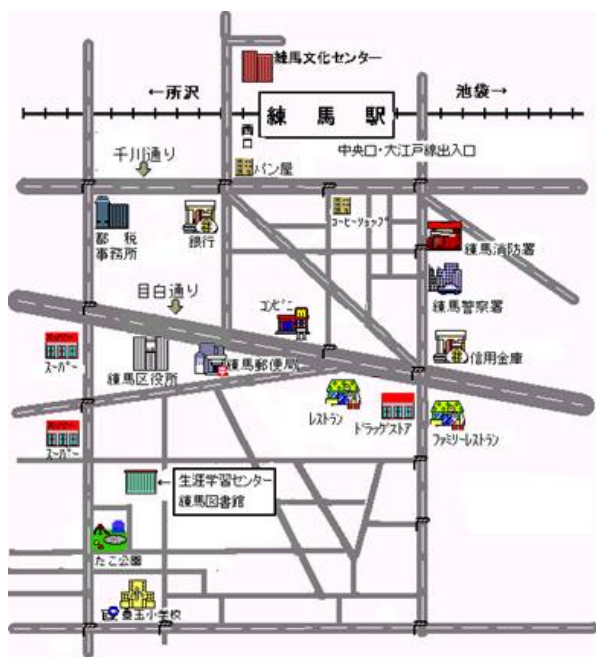 練馬文化センター
←所沢
池袋→
練馬駅
西口
中央口・大江戸線出入口
千川通り
パン屋
コーヒーショップ
都税
事務所
銀行
練馬消防署
目白通り
コンビニ
練馬警察署
スーパー
練馬区役所
練馬郵便局
信用金庫
レストラン
ドラッグストア
ファミリーレストラン
スーパー
←
生涯学習センター
練馬図書館
たこ公園
豊玉小学校